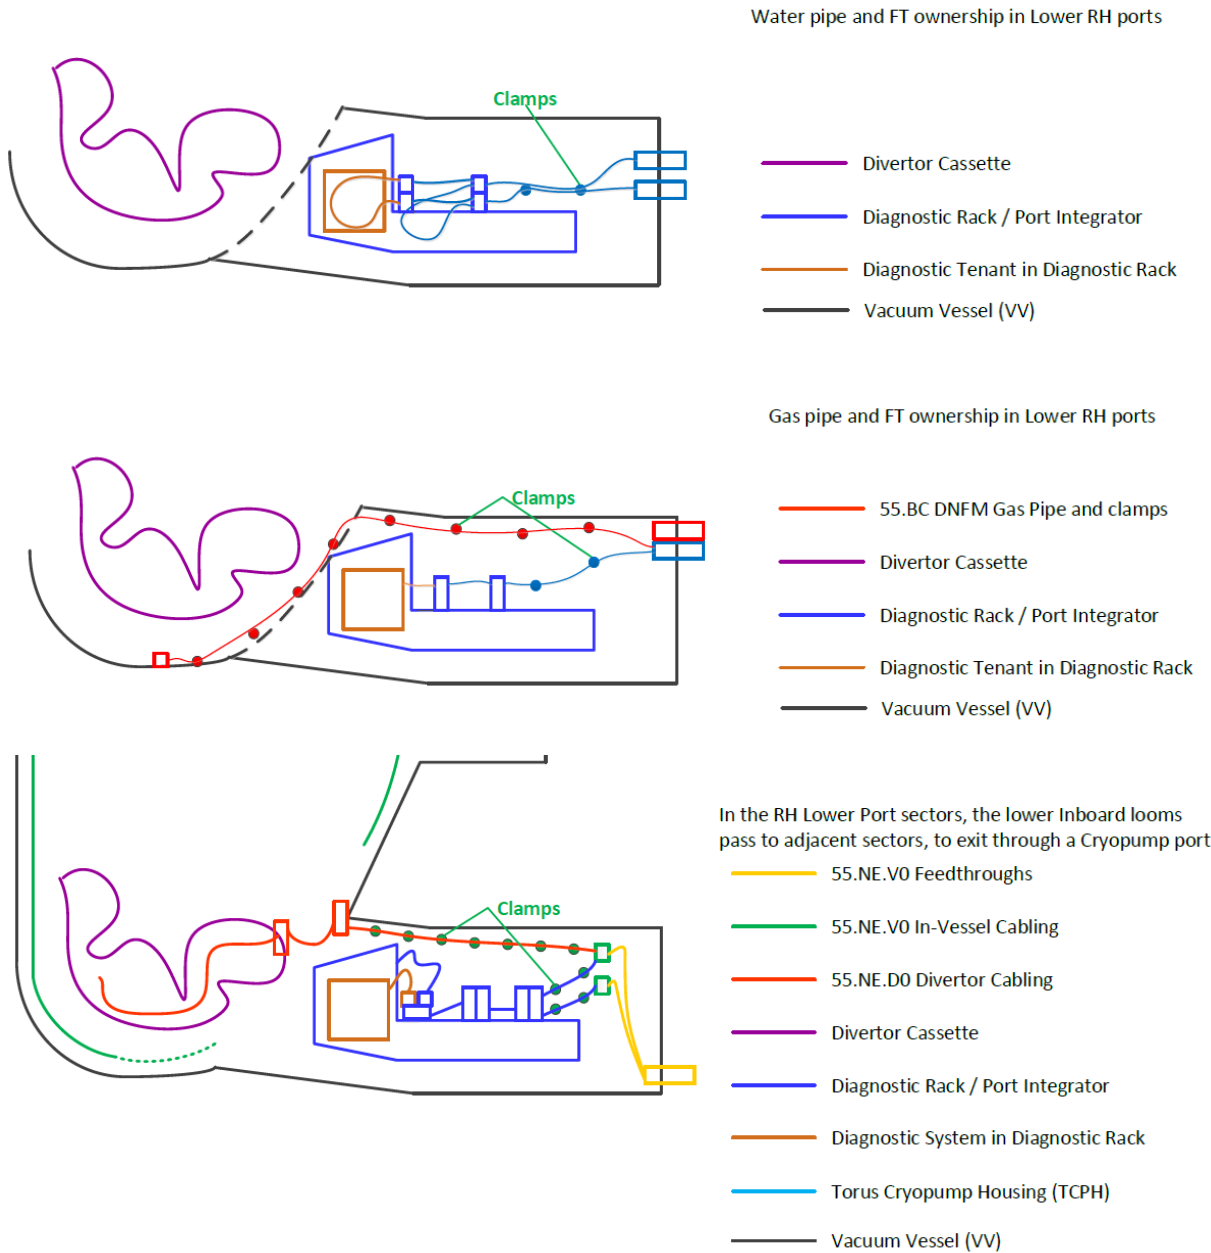 Water pipe and FT ownership in Lower RH ports
Clamps
Divertor Cassette
Diagnostic Rack / Port Integrator
Diagnostic Tenant in Diagnostic Rack
Vacuum Vessel (VV)
Gas pipe and FT ownership in Lower RH ports
Clamps
55.BC DNFM Gas Pipe and clamps
Divertor Cassette
Diagnostic Rack / Port Integrator
Diagnostic Tenant in Diagnostic Rack
Vacuum Vessel (VV)
In the RH Lower Port sectors, the lower Inboard looms
pass to adjacent sectors, to exit through a Cryopump port
55.NE.V0 Feedthroughs
Clamps
55.NE.V0 In-Vessel Cabling
55.NE.D0 Divertor Cabling
Divertor Cassette
Diagnostic Rack / Port Integrator
Diagnostic System in Diagnostic Rack
Torus Cryopump Housing (TCPH)
Vacuum Vessel (VV)